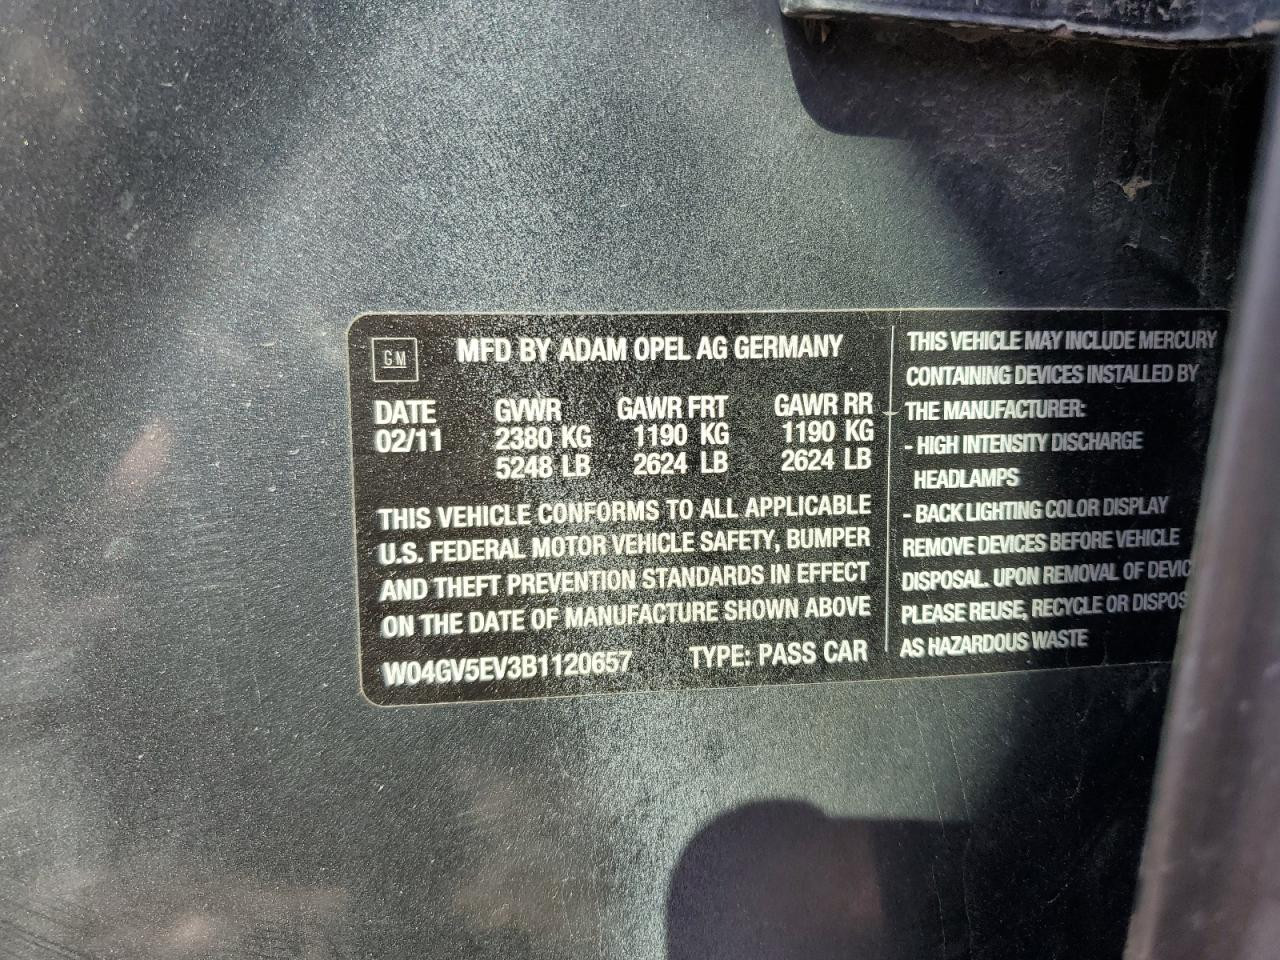 GM
MFD BY ADAM OPEL AG GERMANY
DATE GVWR GAWR FRT GAWR RR
02/11 2380 KG 1190 KG 1190 KG
5248 LB 2624 LB 2624 LB
THIS VEHICLE CONFORMS TO ALL APPLICABLE
U.S. FEDERAL MOTOR VEHICLE SAFETY, BUMPER
AND THEFT PREVENTION STANDARDS IN EFFECT
ON THE DATE OF MANUFACTURE SHOWN ABOVE
W04GV5EV3B1120657 TYPE: PASS CAR
THIS VEHICLE MAY INCLUDE MERCURY
CONTAINING DEVICES INSTALLED BY
THE MANUFACTURER:
- HIGH INTENSITY DISCHARGE
HEADLAMPS
- BACK LIGHTING COLOR DISPLAY
REMOVE DEVICES BEFORE VEHICLE
DISPOSAL. UPON REMOVAL OF DEVIC
PLEASE REUSE, RECYCLE OR DISPOS
AS HAZARDOUS WASTE